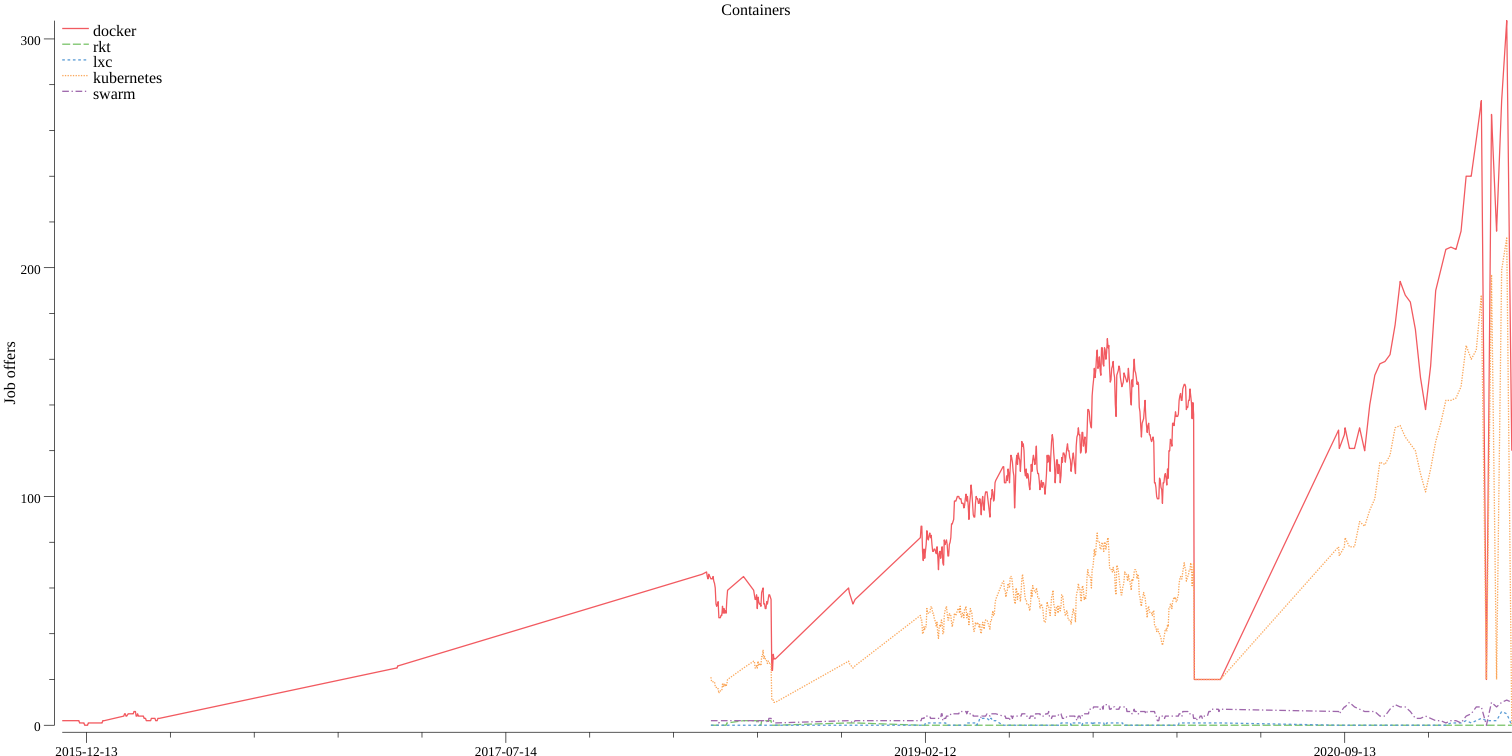 Containers
docker
rkt
lxc
kubernetes
swarm
Job offers
300
200
100
0
2015-12-13
2017-07-14
2019-02-12
2020-09-13